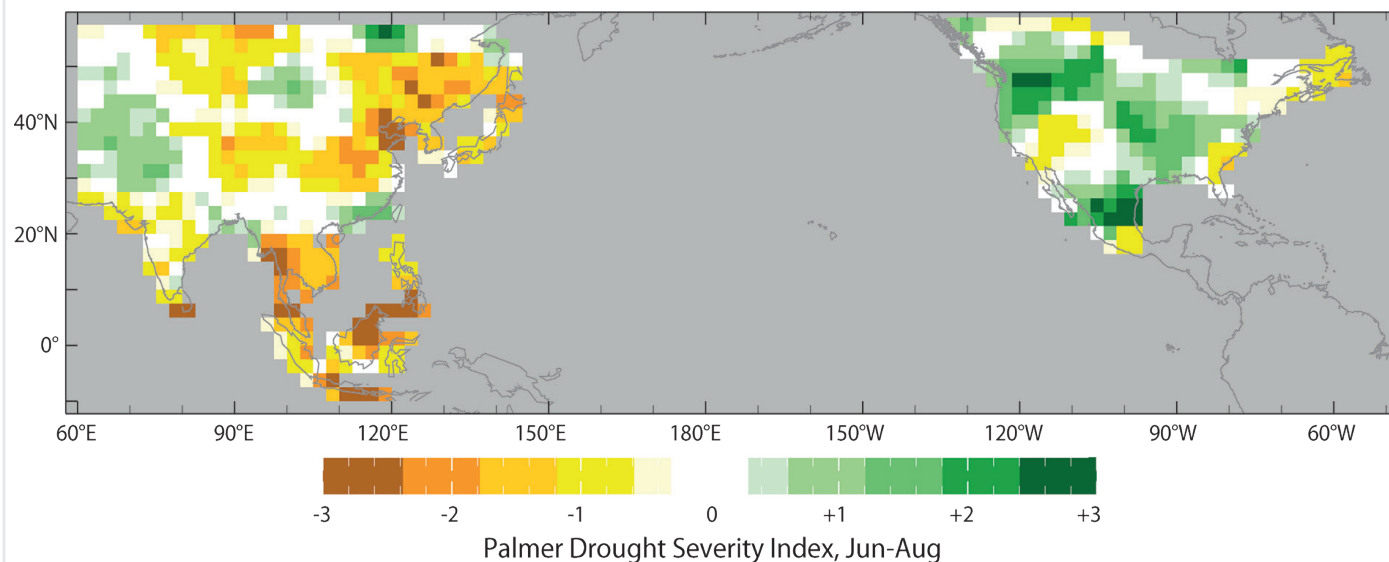 40°N
20°N
0°
60°E 90°E 120°E 150°E 180°E 150°W 120°W 90°W 60°W
-3 -2 -1 0 +1 +2 +3
Palmer Drought Severity Index, Jun-Aug